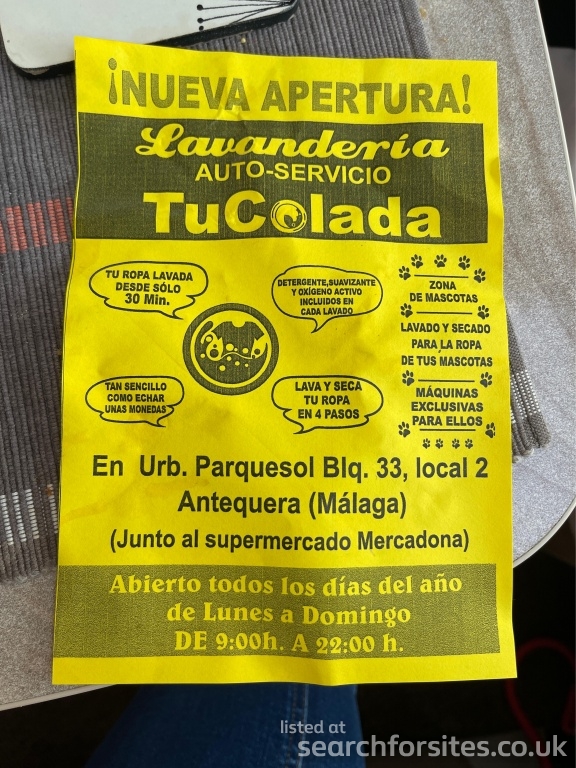 ¡NUEVA APERTURA!
Lavandería
AUTO-SERVICIO
TuColada
TU ROPA LAVADA
DESDE SÓLO
30 Min.
DETERGENTE,SUAVIZANTE
Y OXÍGENO ACTIVO
INCLUIDOS EN
CADA LAVADO
TAN SENCILLO
COMO ECHAR
UNAS MONEDAS
LAVA Y SECA
TU ROPA
EN 4 PASOS
ZONA
DE MASCOTAS
LAVADO Y SECADO
PARA LA ROPA
DE TUS MASCOTAS
MÁQUINAS
EXCLUSIVAS
PARA ELLOS
En Urb. Parquesol Blq. 33, local 2
Antequera (Málaga)
(Junto al supermercado Mercadona)
Abierto todos los días del año
de Lunes a Domingo
DE 9:00h. A 22:00 h.
listed at
searchforsites.co.uk